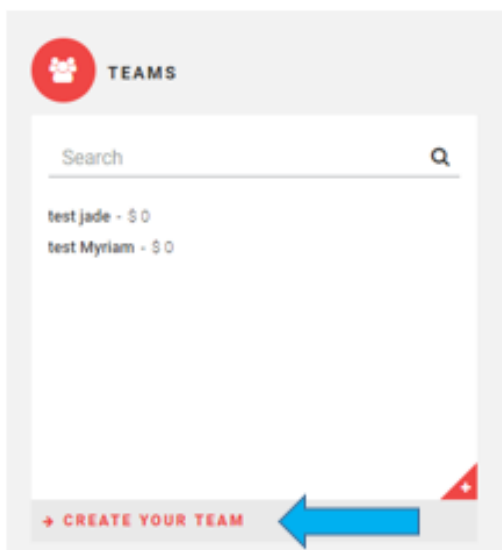 TEAMS
Search
test jade - $ 0
test Myriam - $ 0
CREATE YOUR TEAM